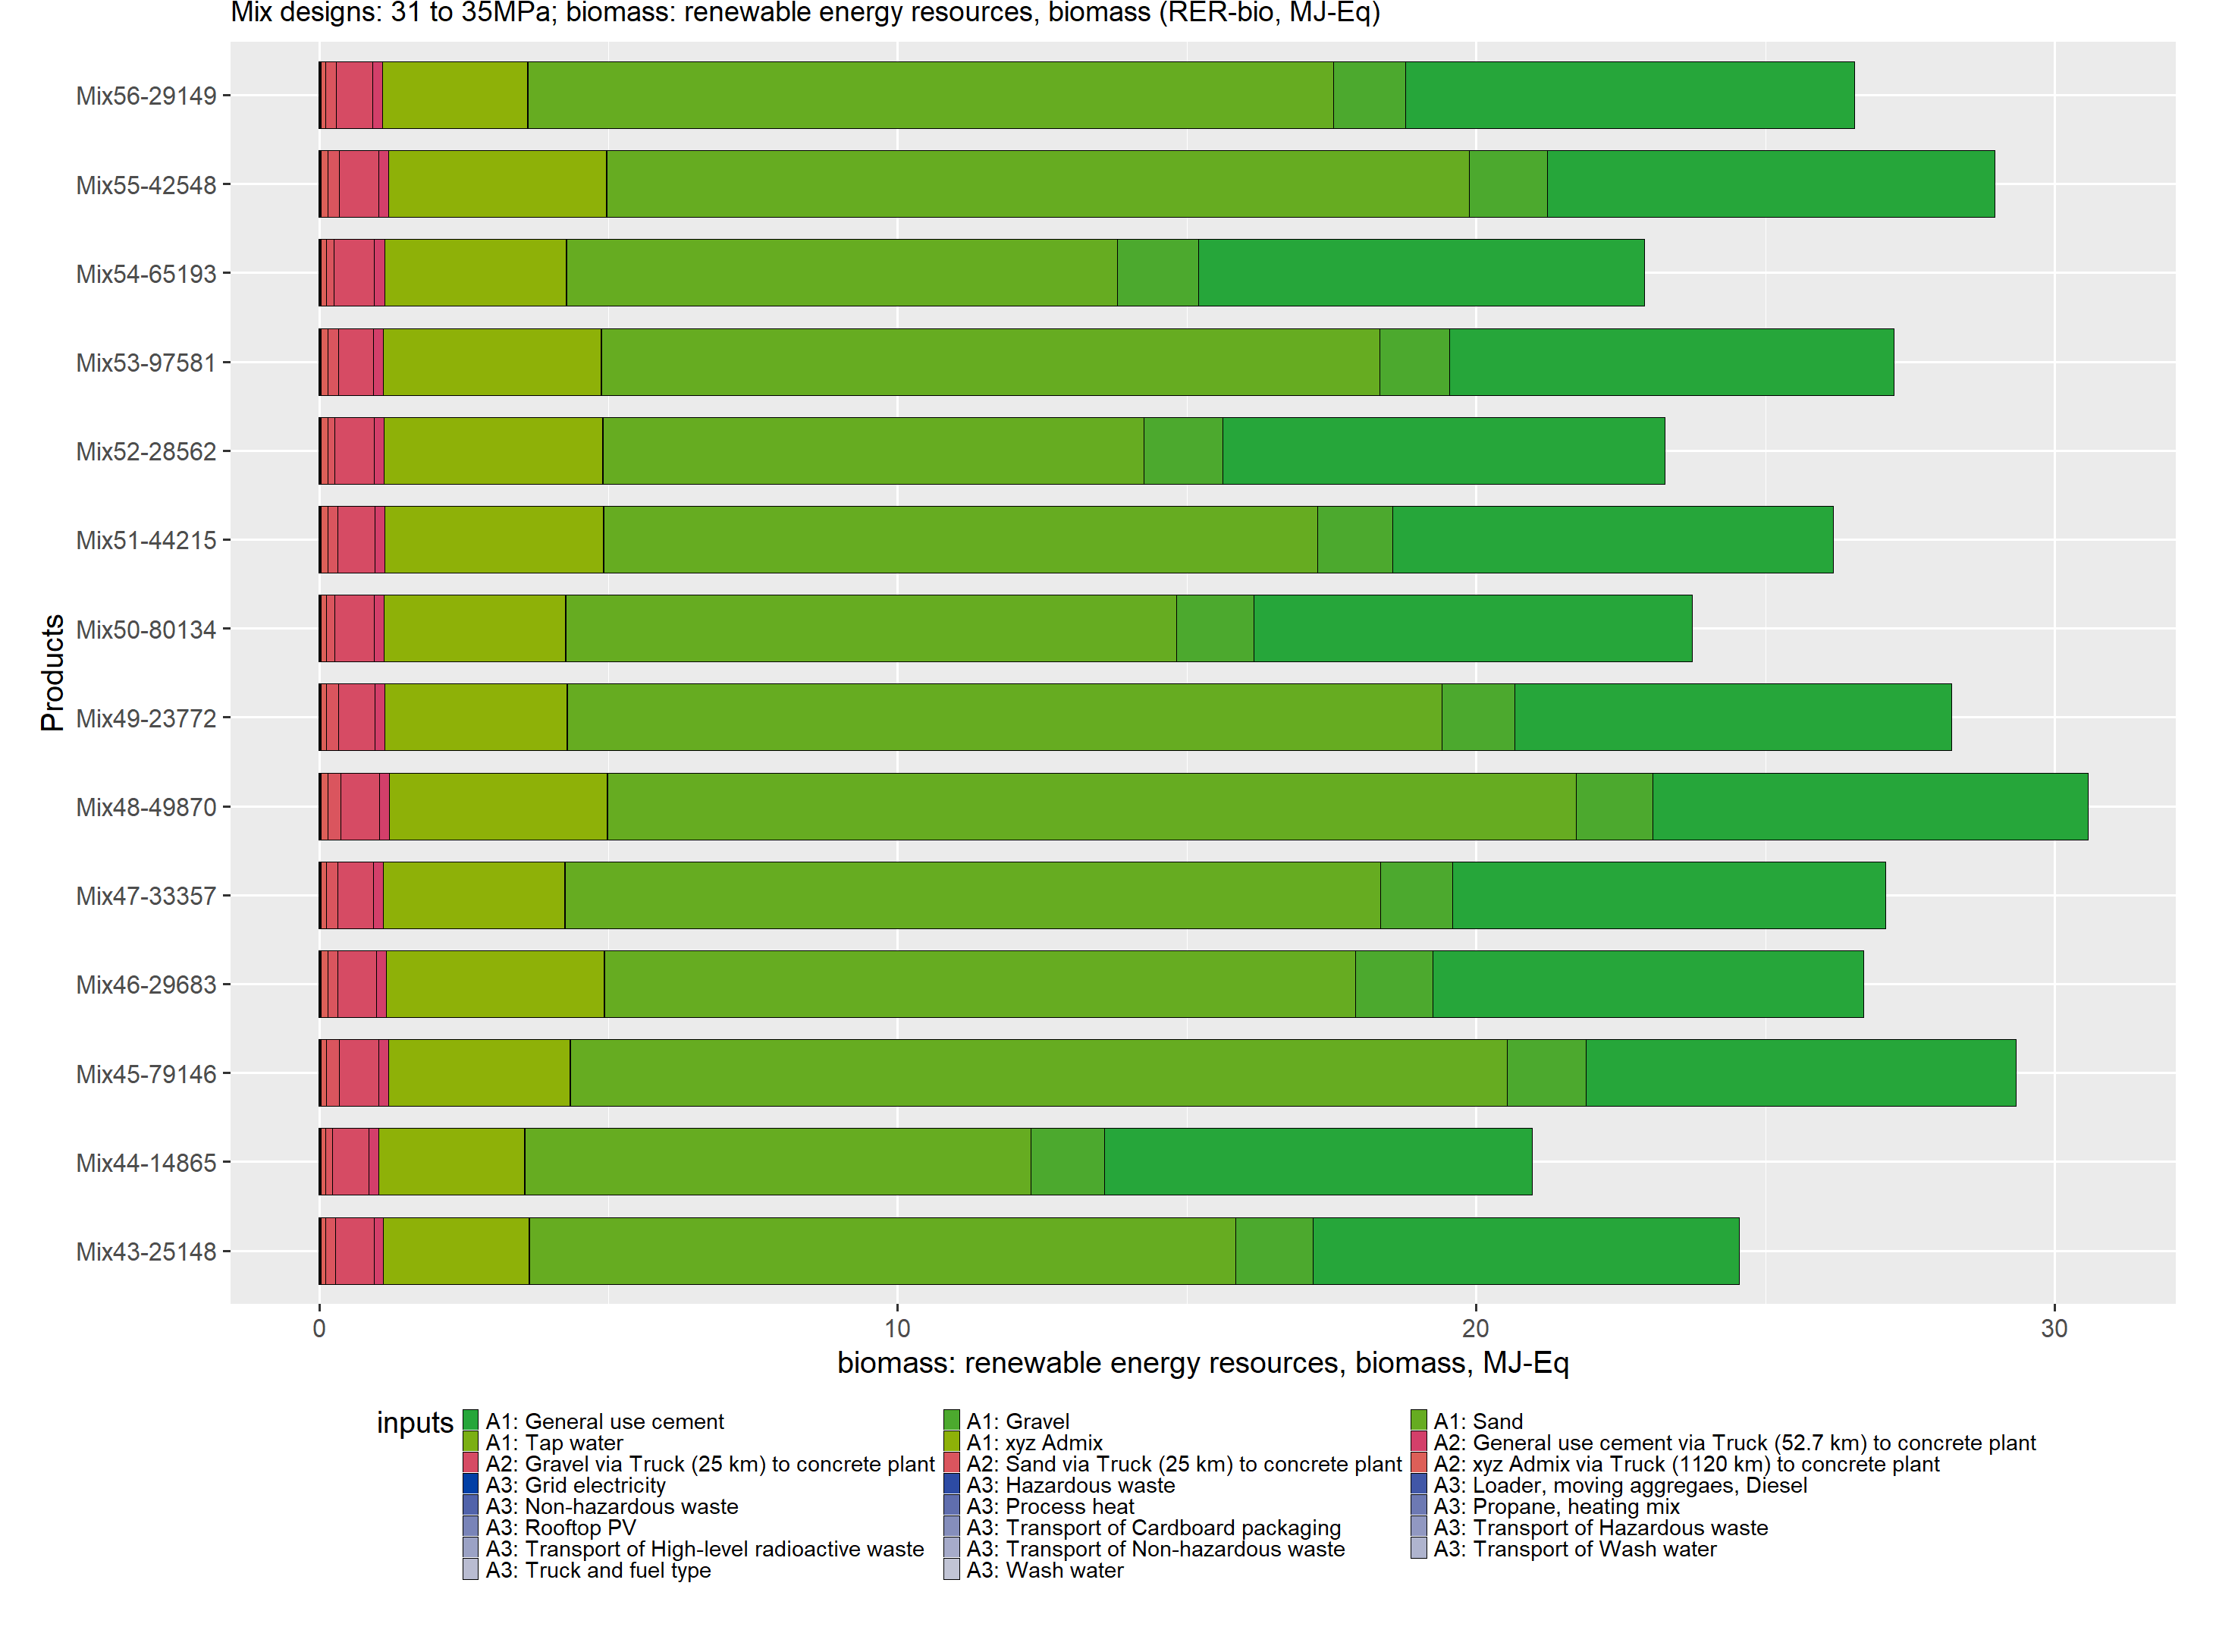 Mix designs: 31 to 35MPa; biomass: renewable energy resources, biomass (RER-bio, MJ-Eq)
Products
Mix56-29149
Mix55-42548
Mix54-65193
Mix53-97581
Mix52-28562
Mix51-44215
Mix50-80134
Mix49-23772
Mix48-49870
Mix47-33357
Mix46-29683
Mix45-79146
Mix44-14865
Mix43-25148
0 10 20 30
biomass: renewable energy resources, biomass, MJ-Eq
inputs
A1: General use cement A1: Gravel A1: Sand
A1: Tap water A1: xyz Admix A2: General use cement via Truck (52.7 km) to concrete plant
A2: Gravel via Truck (25 km) to concrete plant A2: Sand via Truck (25 km) to concrete plant A2: xyz Admix via Truck (1120 km) to concrete plant
A3: Grid electricity A3: Hazardous waste A3: Loader, moving aggregaes, Diesel
A3: Non-hazardous waste A3: Process heat A3: Propane, heating mix
A3: Rooftop PV A3: Transport of Cardboard packaging A3: Transport of Hazardous waste
A3: Transport of High-level radioactive waste A3: Transport of Non-hazardous waste A3: Transport of Wash water
A3: Truck and fuel type A3: Wash water